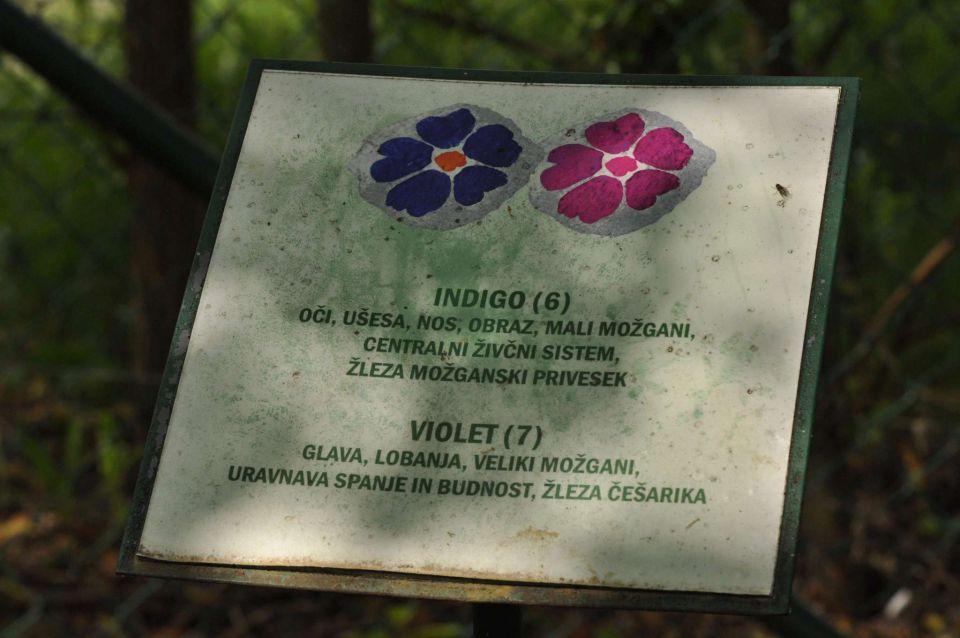 INDIGO (6)
OČI, UŠESA, NOS, OBRAZ, MALI MOŽGANI,
CENTRALNI ŽIVČNI SISTEM,
ŽLEZA MOŽGANSKI PRIVESEK
VIOLET (7)
GLAVA, LOBANJA, VELIKI MOŽGANI,
URAVNAVA SPANJE IN BUDNOST, ŽLEZA ČEŠARIKA